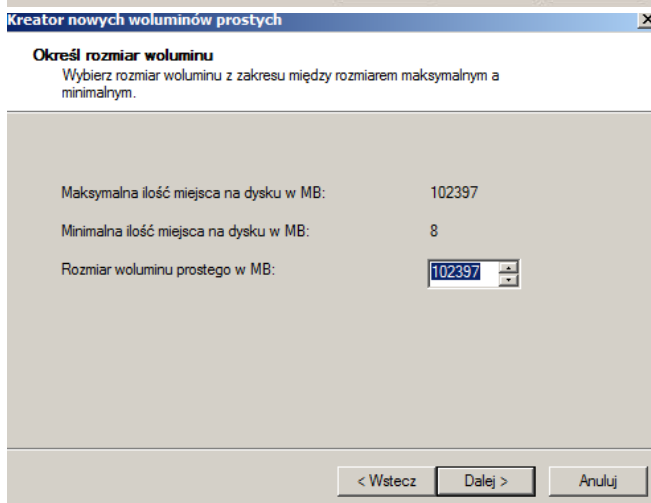 Kreator nowych woluminów prostych
Określ rozmiar woluminu
Wybierz rozmiar woluminu z zakresu między rozmiarem maksymalnym a
minimalnym.
Maksymalna ilość miejsca na dysku w MB: 102397
Minimalna ilość miejsca na dysku w MB: 8
Rozmiar woluminu prostego w MB: 102397
< Wstecz Dalej > Anuluj